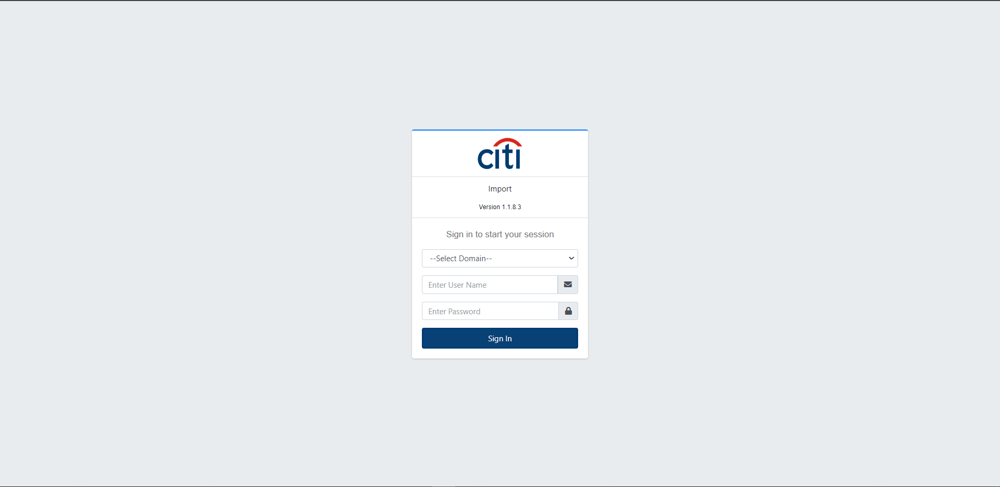 citi
Import
Version 1.1.8.3
Sign in to start your session
--Select Domain--
Enter User Name
Enter Password
Sign In